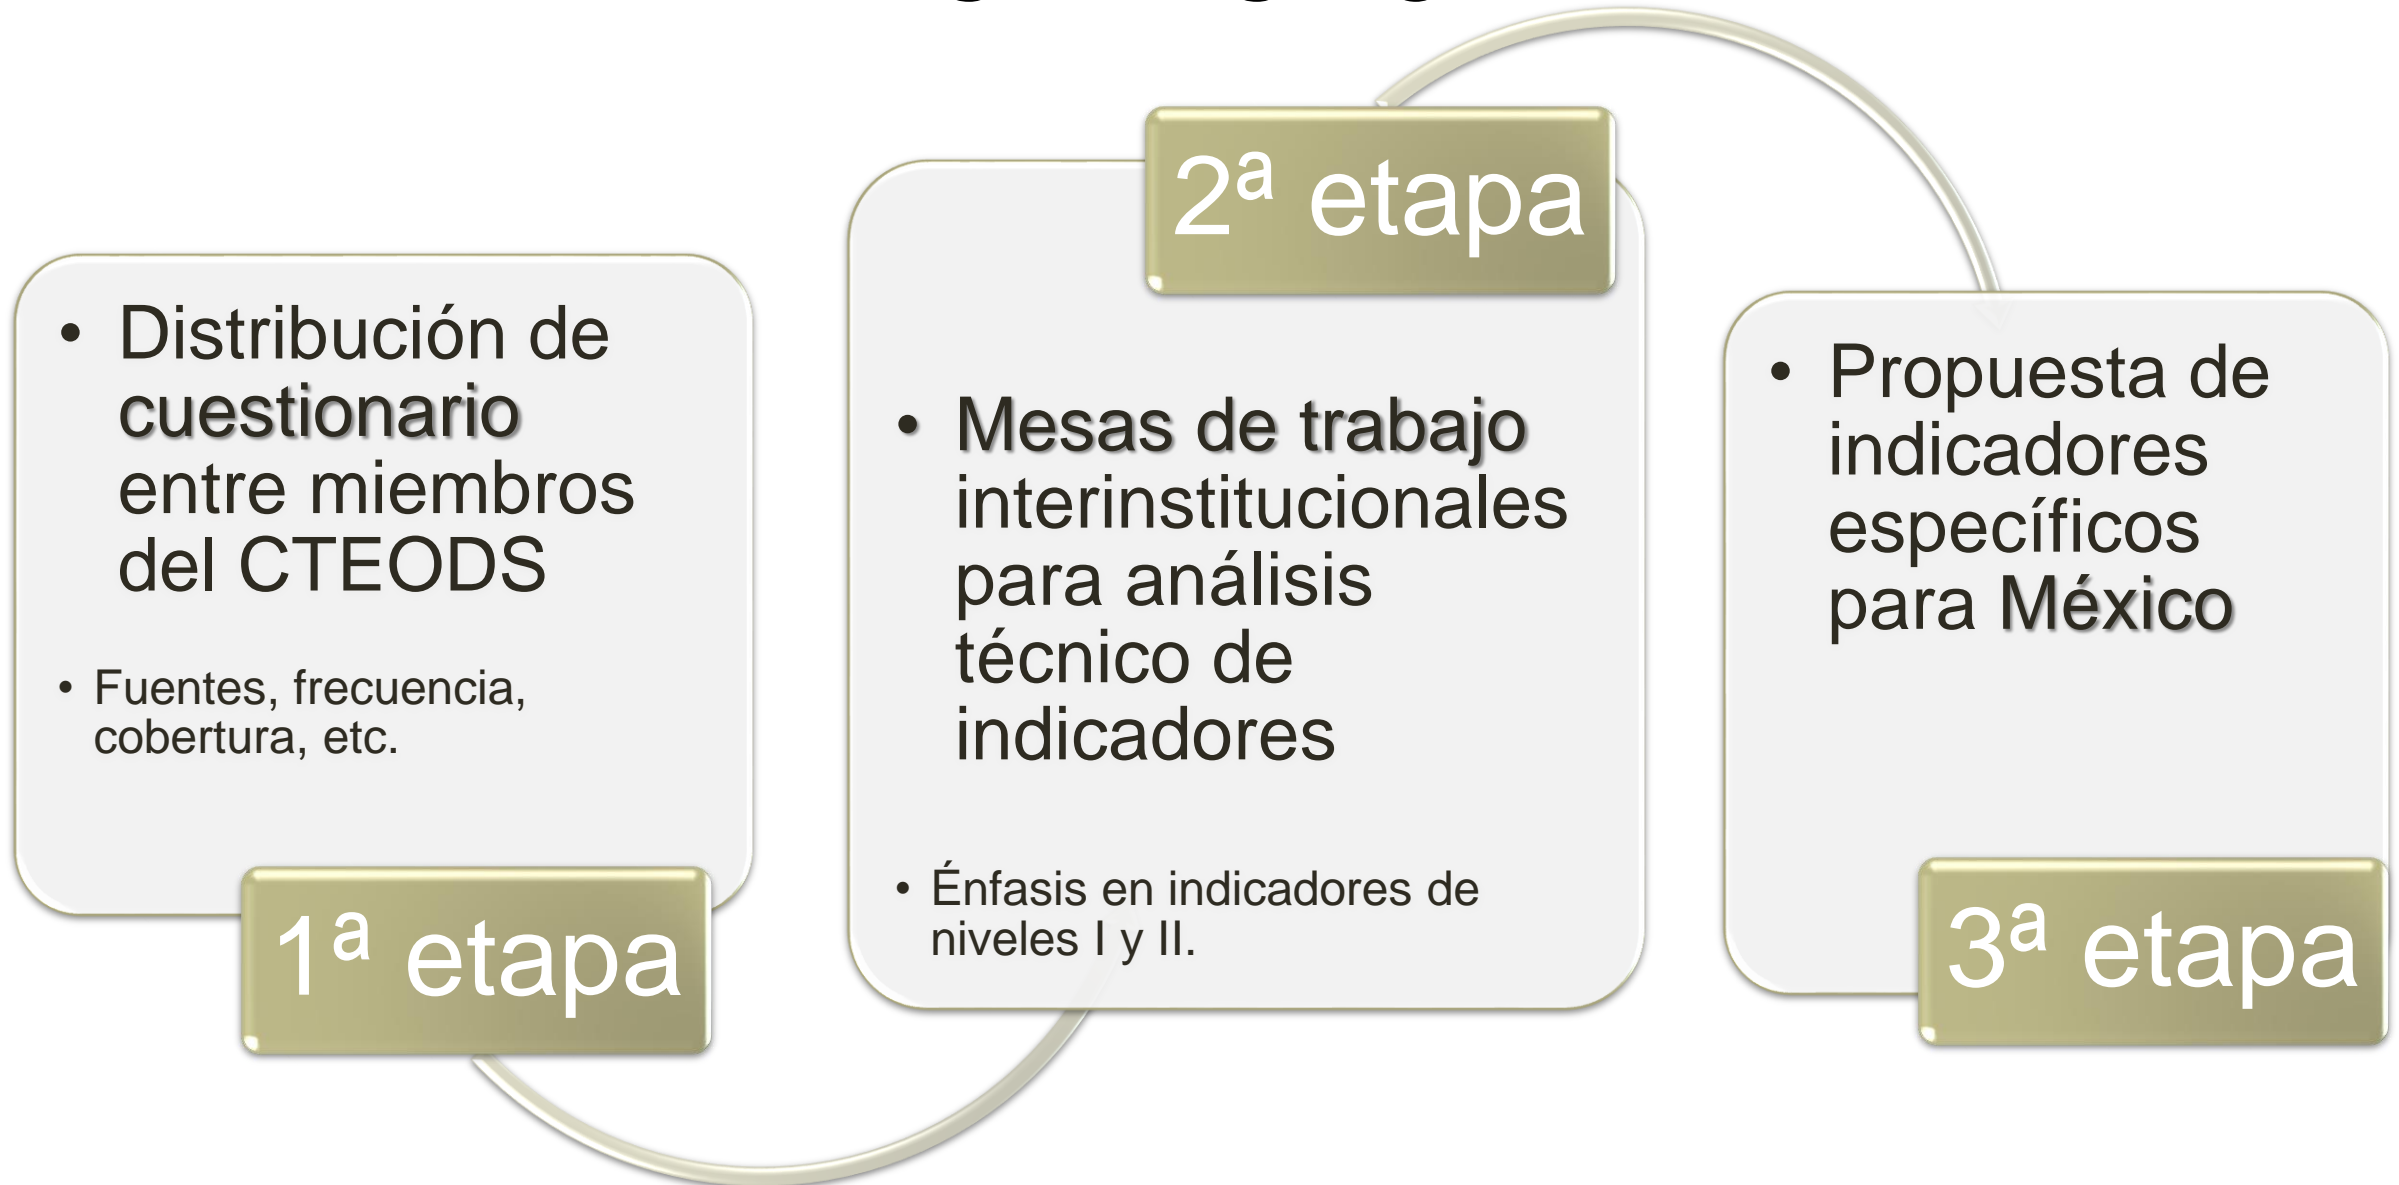 • Distribución de
cuestionario
entre miembros
del CTEODS
• Fuentes, frecuencia,
cobertura, etc.
1ª etapa
2ª etapa
• Mesas de trabajo
interinstitucionales
para análisis
técnico de
indicadores
• Énfasis en indicadores de
niveles I y II.
• Propuesta de
indicadores
específicos
para México
3ª etapa